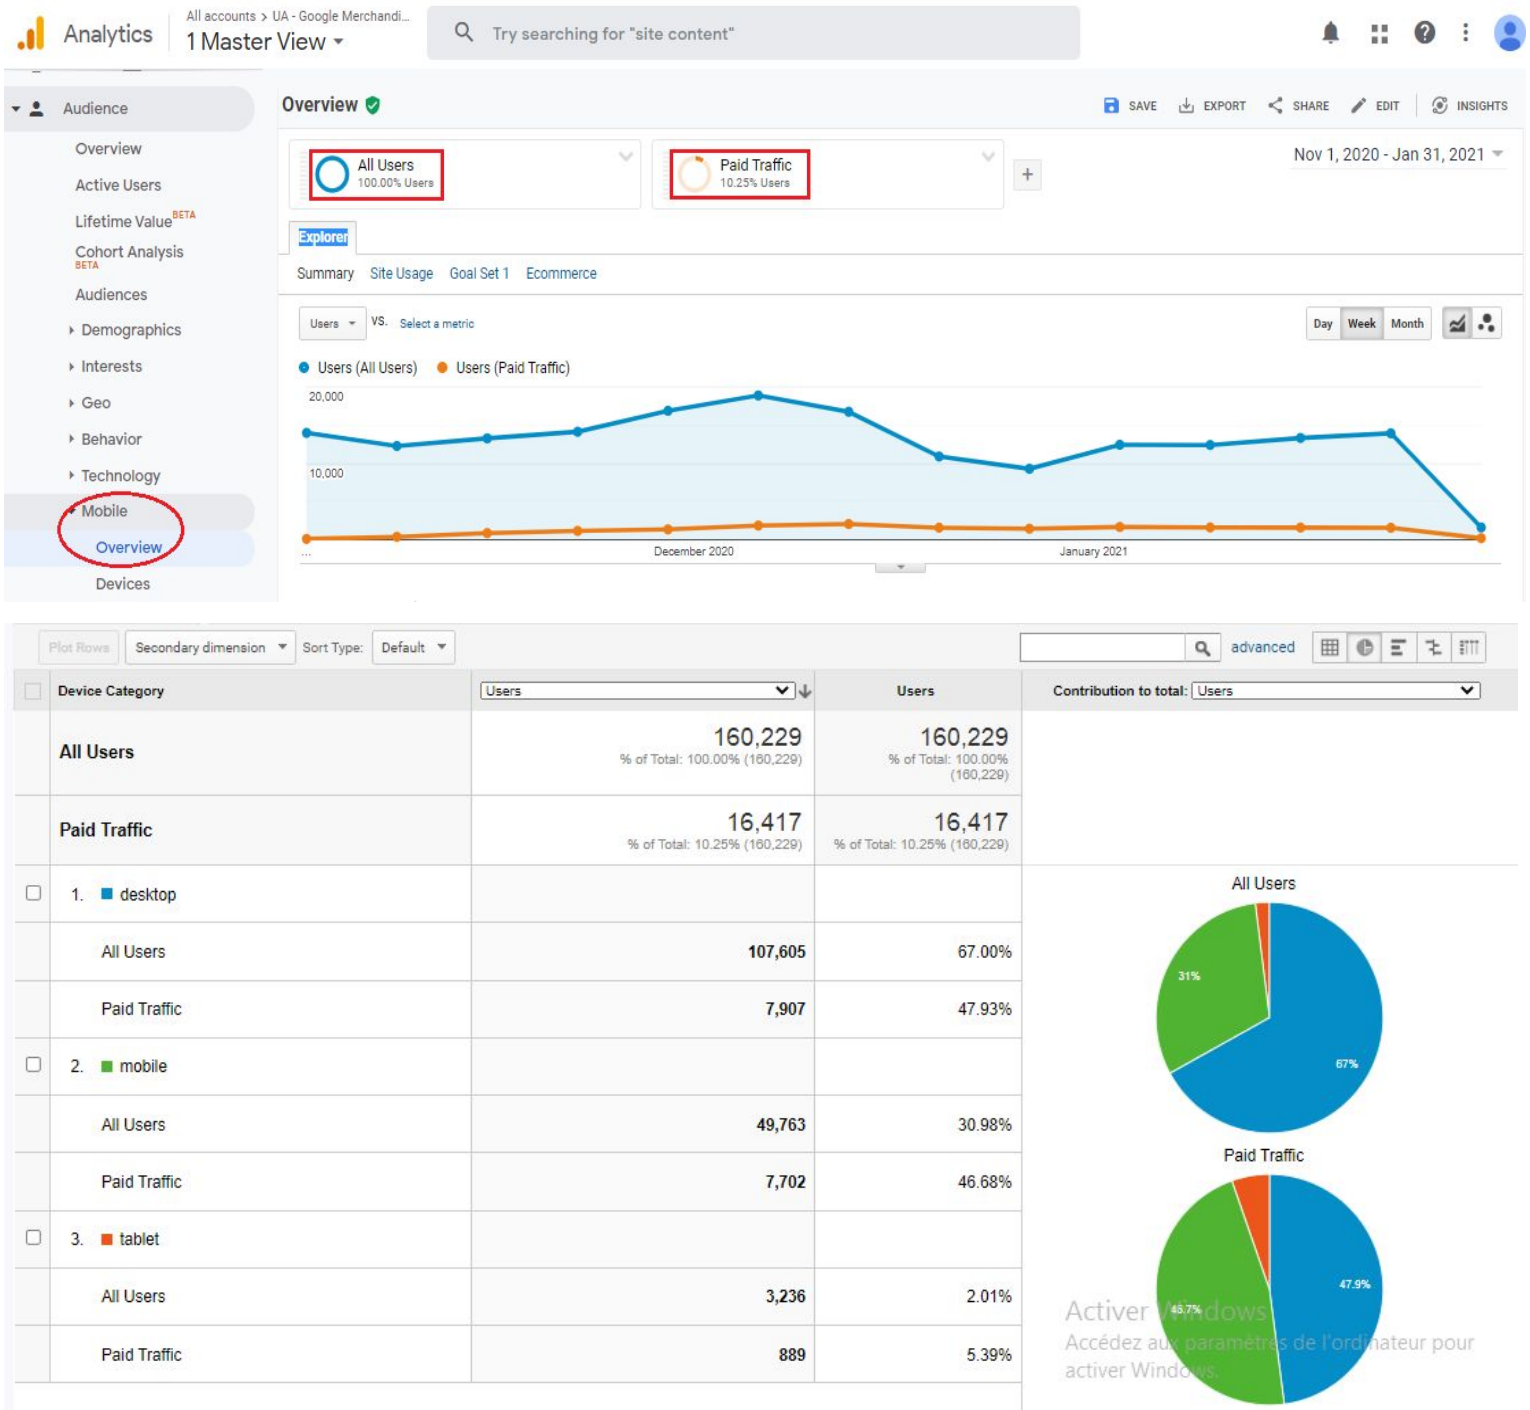 All accounts > UA - Google Merchandi...
Analytics
1 Master View
Try searching for "site content"
Audience
Overview
Active Users
Lifetime Value BETA
Cohort Analysis
BETA
Audiences
Demographics
Interests
Geo
Behavior
Technology
Mobile
Overview
Devices
Overview
SAVE EXPORT SHARE EDIT INSIGHTS
All Users
100.00% Users
Paid Traffic
10.25% Users
+
Nov 1, 2020 - Jan 31, 2021
Explorer
Summary Site Usage Goal Set 1 Ecommerce
Users VS. Select a metric
Day Week Month
Users (All Users) Users (Paid Traffic)
20,000
10,000
... December 2020 January 2021
Plot Rows Secondary dimension Sort Type: Default advanced
Device Category Users Users Contribution to total: Users
All Users
160,229
% of Total: 100.00% (160,229)
160,229
% of Total: 100.00%
(160,229)
Paid Traffic
16,417
% of Total: 10.25% (160,229)
16,417
% of Total: 10.25% (160,229)
1. desktop
All Users 107,605 67.00%
Paid Traffic 7,907 47.93%
2. mobile
All Users 49,763 30.98%
Paid Traffic 7,702 46.68%
3. tablet
All Users 3,236 2.01%
Paid Traffic 889 5.39%
All Users
31%
67%
Paid Traffic
47.9%
46.7%
Activer Windows
Accédez aux paramètres de l'ordinateur pour
activer Windows.